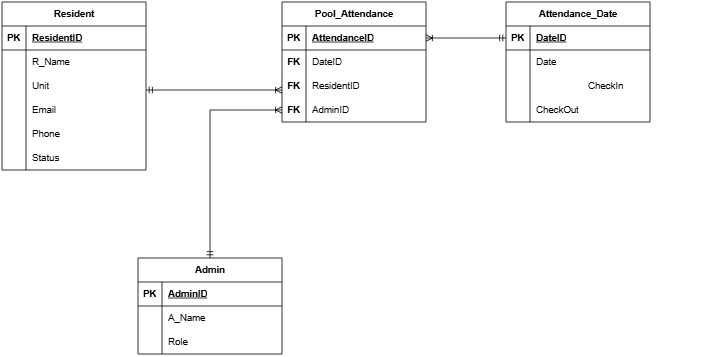 Resident
PK ResidentID
R_Name
Unit
Email
Phone
Status
Pool_Attendance
PK AttendanceID
FK DateID
FK ResidentID
FK AdminID
Attendance_Date
PK DateID
Date
CheckIn
CheckOut
Admin
PK AdminID
A_Name
Role